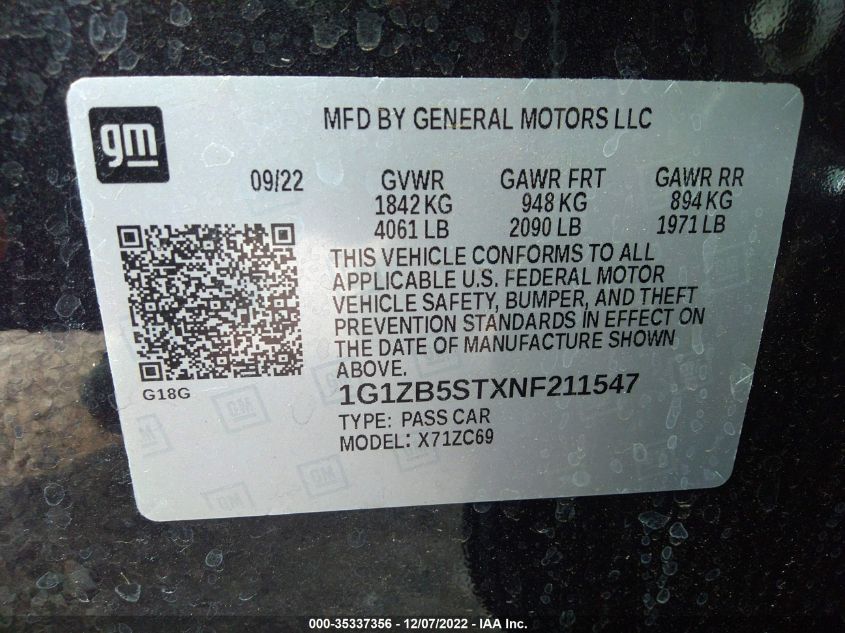 gm
MFD BY GENERAL MOTORS LLC
09/22 GVWR GAWR FRT GAWR RR
1842 KG 948 KG 894 KG
4061 LB 2090 LB 1971 LB
THIS VEHICLE CONFORMS TO ALL
APPLICABLE U.S. FEDERAL MOTOR
VEHICLE SAFETY, BUMPER, AND THEFT
PREVENTION STANDARDS IN EFFECT ON
THE DATE OF MANUFACTURE SHOWN
ABOVE.
G18G
1G1ZB5STXNF211547
TYPE: PASS CAR
MODEL: X71ZC69
000-35337356 - 12/07/2022 - IAA Inc.